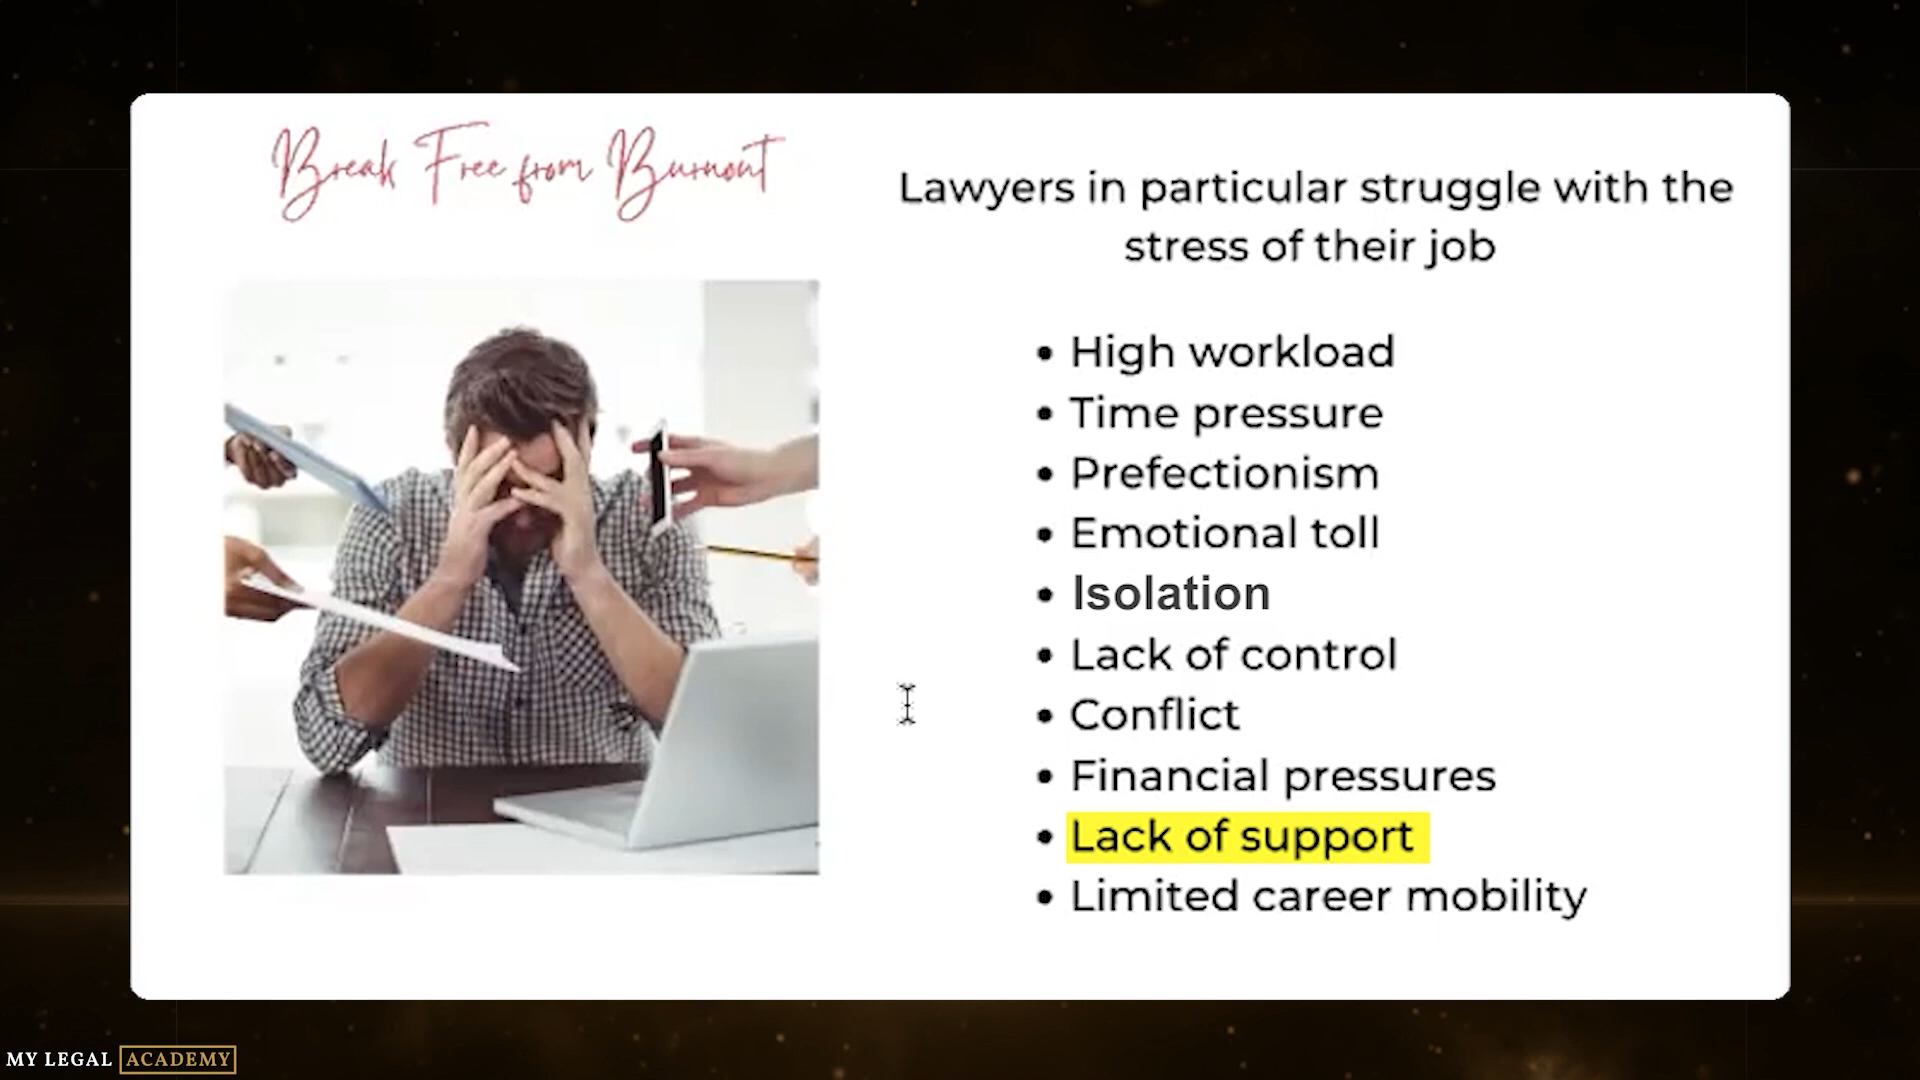 Break Free from Burnout
Lawyers in particular struggle with the
stress of their job
• High workload
• Time pressure
• Prefectionism
• Emotional toll
• Isolation
• Lack of control
• Conflict
• Financial pressures
• Lack of support
• Limited career mobility
MY LEGAL ACADEMY